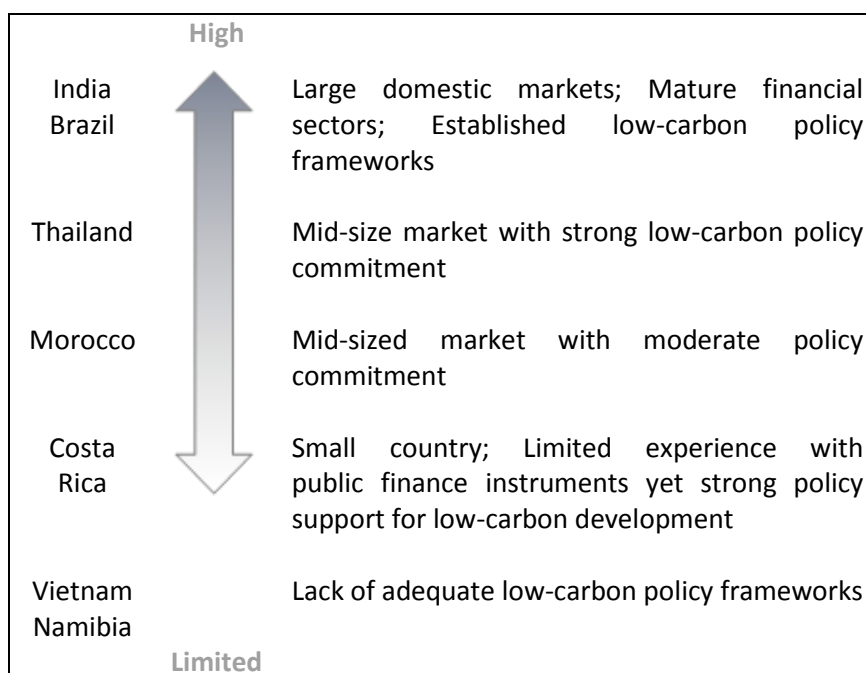 High
India
Brazil
Large domestic markets; Mature financial
sectors; Established low-carbon policy
frameworks
Thailand
Mid-size market with strong low-carbon policy
commitment
Morocco
Mid-sized market with moderate policy
commitment
Costa
Rica
Small country; Limited experience with
public finance instruments yet strong policy
support for low-carbon development
Vietnam
Namibia
Lack of adequate low-carbon policy frameworks
Limited